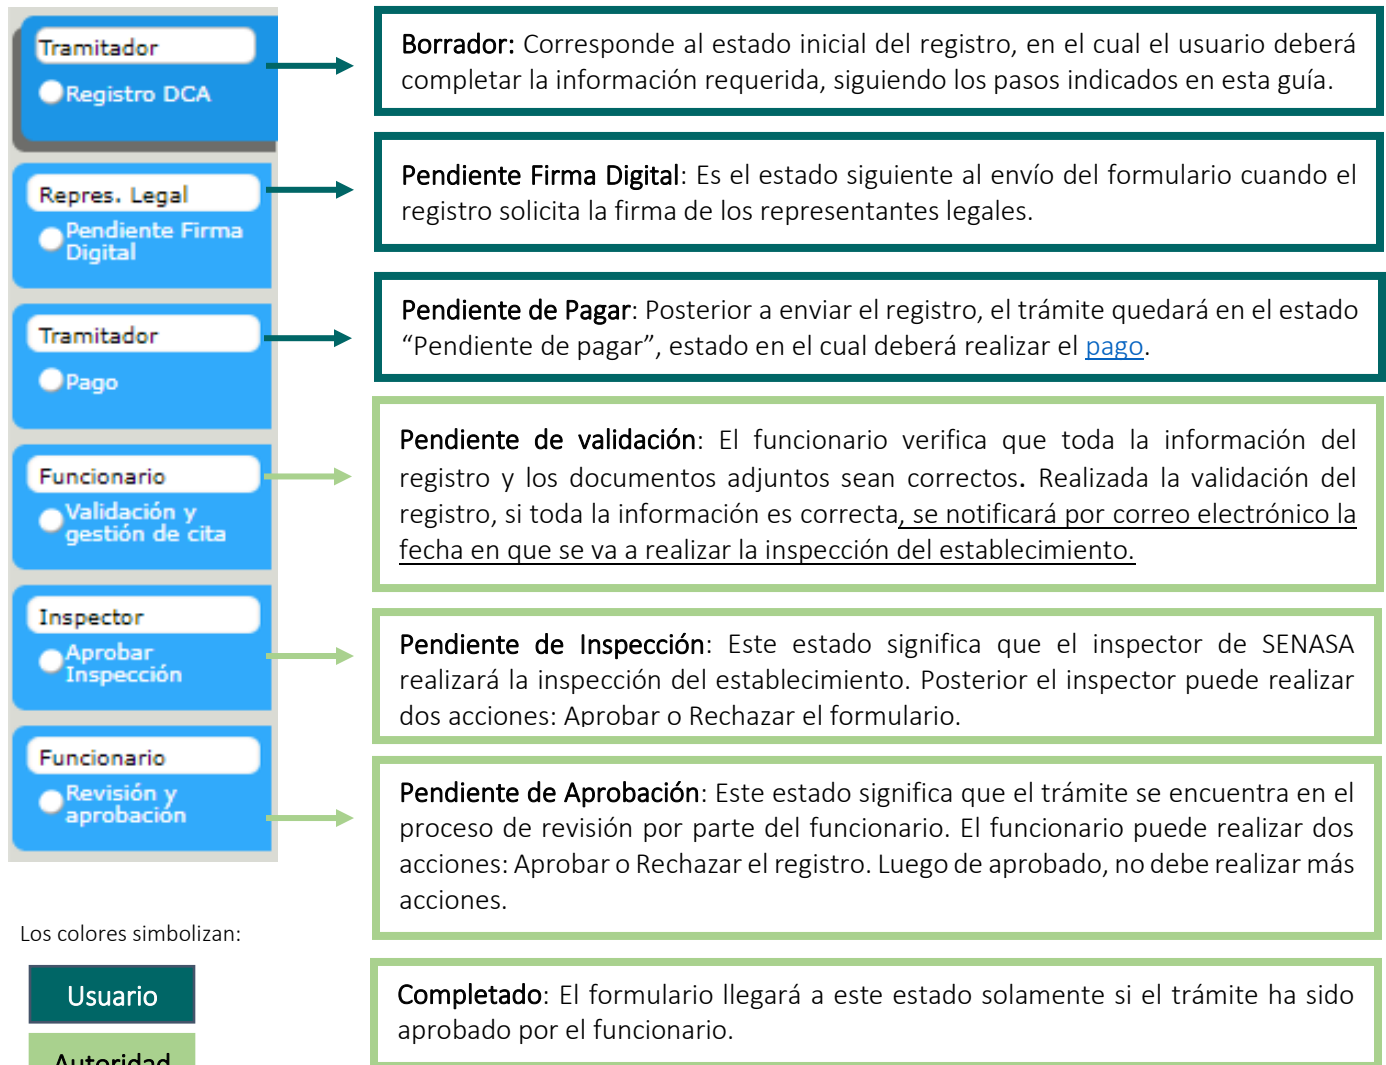 Tramitador
Registro DCA
Borrador: Corresponde al estado inicial del registro, en el cual el usuario deberá
completar la información requerida, siguiendo los pasos indicados en esta guía.
Repres. Legal
Pendiente Firma
Digital
Pendiente Firma Digital: Es el estado siguiente al envío del formulario cuando el
registro solicita la firma de los representantes legales.
Tramitador
Pago
Pendiente de Pagar: Posterior a enviar el registro, el trámite quedará en el estado
“Pendiente de pagar”, estado en el cual deberá realizar el pago.
Funcionario
Validación y
gestión de cita
Pendiente de validación: El funcionario verifica que toda la información del
registro y los documentos adjuntos sean correctos. Realizada la validación del
registro, si toda la información es correcta, se notificará por correo electrónico la
fecha en que se va a realizar la inspección del establecimiento.
Inspector
Aprobar
Inspección
Pendiente de Inspección: Este estado significa que el inspector de SENASA
realizará la inspección del establecimiento. Posterior el inspector puede realizar
dos acciones: Aprobar o Rechazar el formulario.
Funcionario
Revisión y
aprobación
Pendiente de Aprobación: Este estado significa que el trámite se encuentra en el
proceso de revisión por parte del funcionario. El funcionario puede realizar dos
acciones: Aprobar o Rechazar el registro. Luego de aprobado, no debe realizar más
acciones.
Los colores simbolizan:
Usuario
Autoridad
Completado: El formulario llegará a este estado solamente si el trámite ha sido
aprobado por el funcionario.